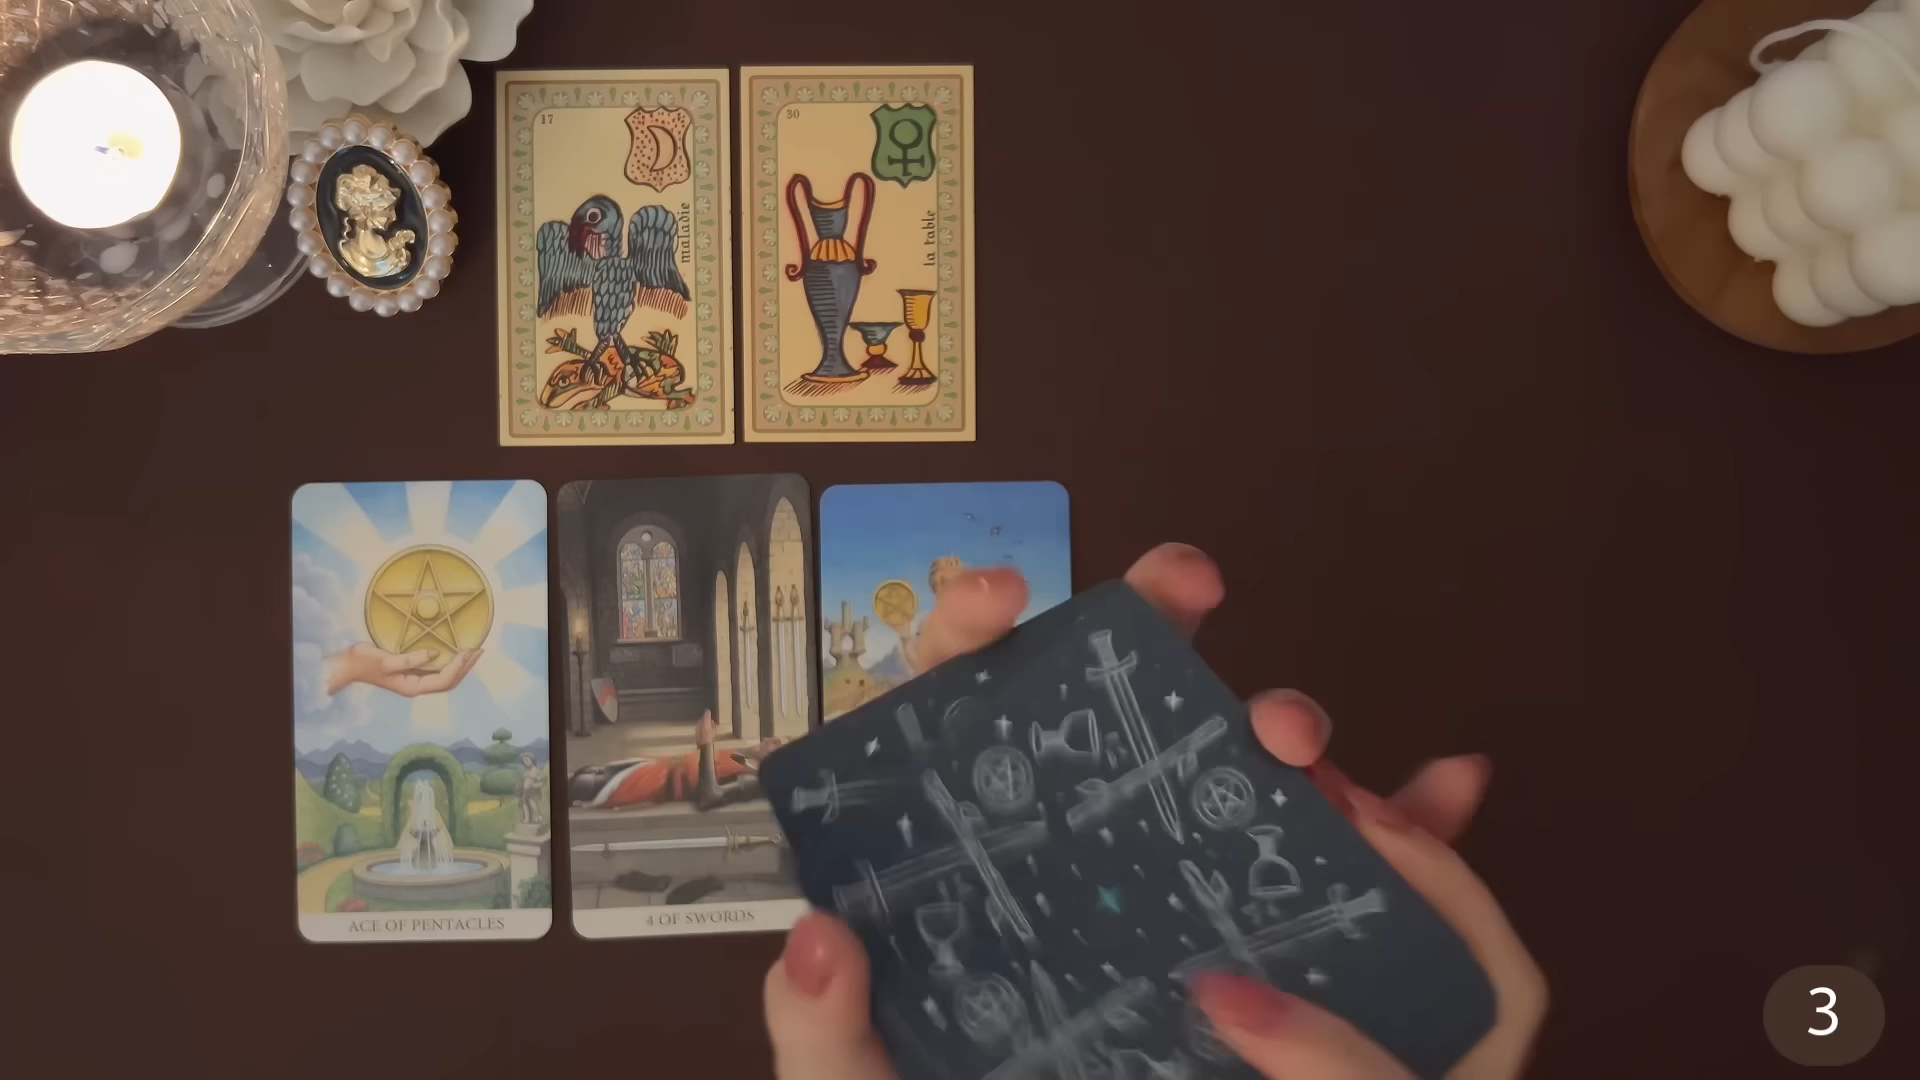 17
maladie
30
la table
ACE OF PENTACLES
4 OF SWORDS
3